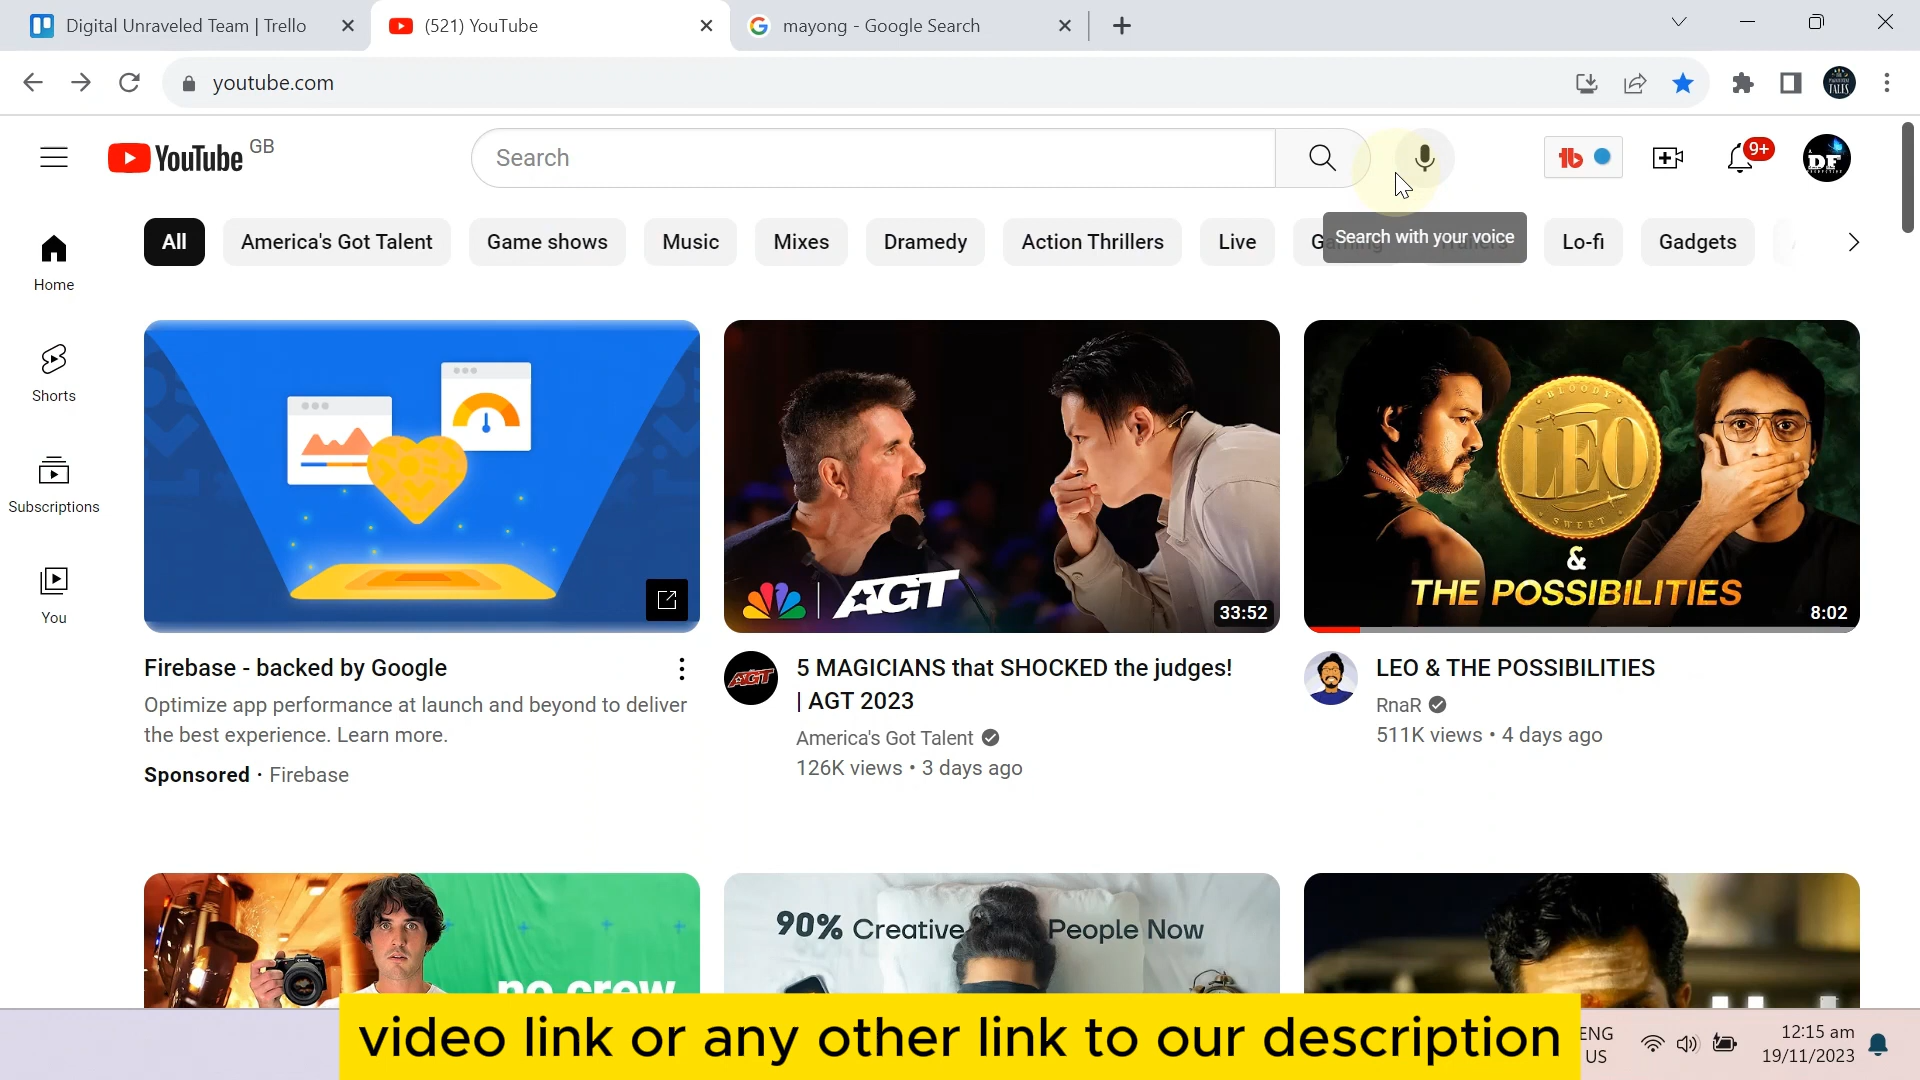 Digital Unraveled Team | Trello
(521) YouTube
mayong - Google Search
youtube.com
YouTube GB
Search
9+
All
America's Got Talent
Game shows
Music
Mixes
Dramedy
Action Thrillers
Live
Search with your voice
Lo-fi
Gadgets
Home
Shorts
Subscriptions
You
AGT
33:52
BLOODY
LEO
SWEET
&
THE POSSIBILITIES
8:02
Firebase - backed by Google
Optimize app performance at launch and beyond to deliver
the best experience. Learn more.
Sponsored · Firebase
5 MAGICIANS that SHOCKED the judges!
| AGT 2023
America's Got Talent
126K views • 3 days ago
LEO & THE POSSIBILITIES
RnaR
511K views • 4 days ago
no crew
90% Creative People Now
video link or any other link to our description
ENG
US
12:15 am
19/11/2023